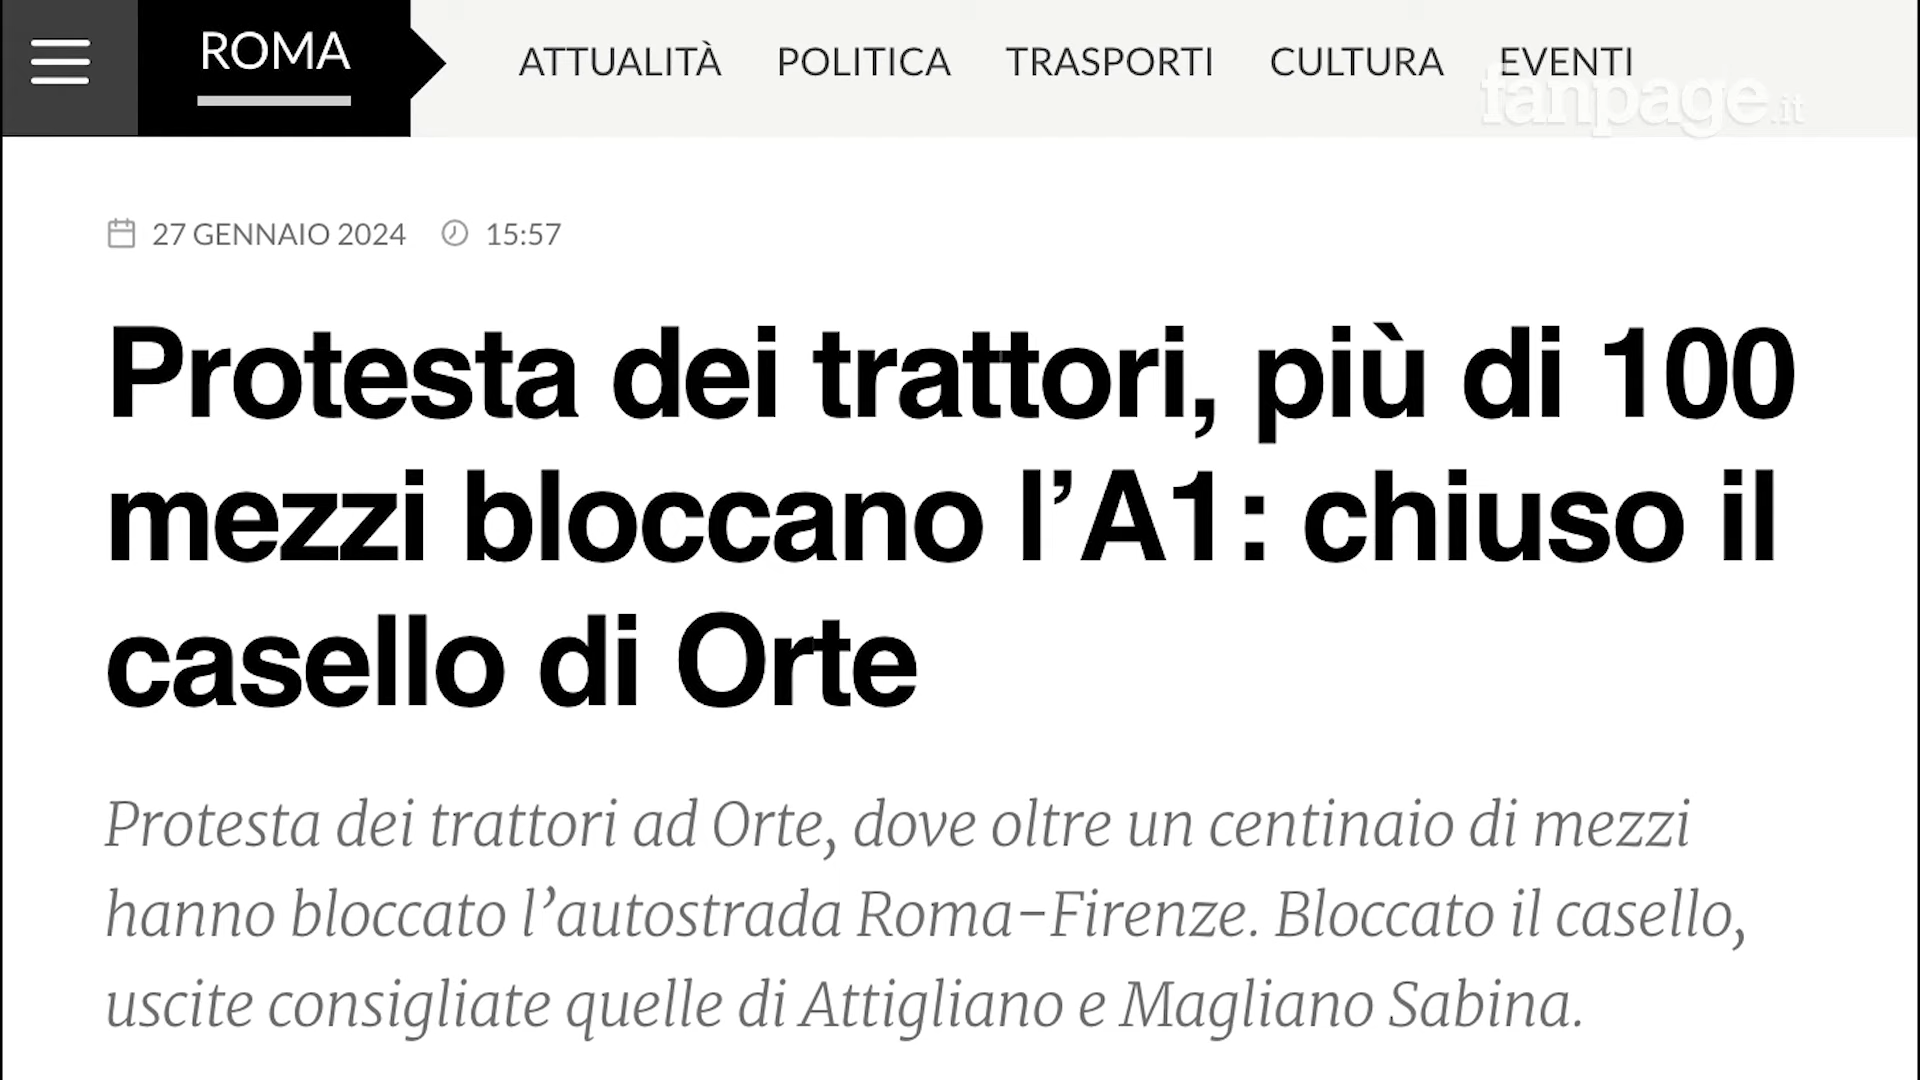 ROMA
ATTUALITÀ POLITICA TRASPORTI CULTURA EVENTI
fanpage.it
27 GENNAIO 2024 15:57
Protesta dei trattori, più di 100
mezzi bloccano l’A1: chiuso il
casello di Orte
Protesta dei trattori ad Orte, dove oltre un centinaio di mezzi
hanno bloccato l’autostrada Roma-Firenze. Bloccato il casello,
uscite consigliate quelle di Attigliano e Magliano Sabina.